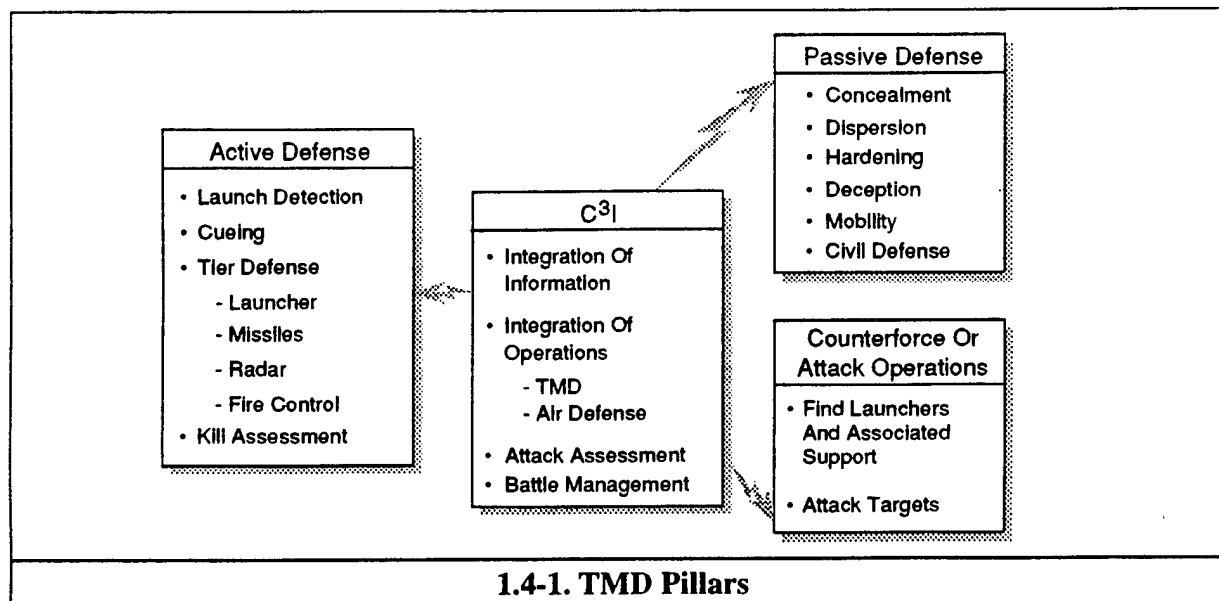 Active Defense
• Launch Detection
• Cueing
• Tier Defense
- Launcher
- Missiles
- Radar
- Fire Control
• Kill Assessment
C³I
• Integration Of
Information
• Integration Of
Operations
- TMD
- Air Defense
• Attack Assessment
• Battle Management
Passive Defense
• Concealment
• Dispersion
• Hardening
• Deception
• Mobility
• Civil Defense
Counterforce Or
Attack Operations
• Find Launchers
And Associated
Support
• Attack Targets
1.4-1. TMD Pillars